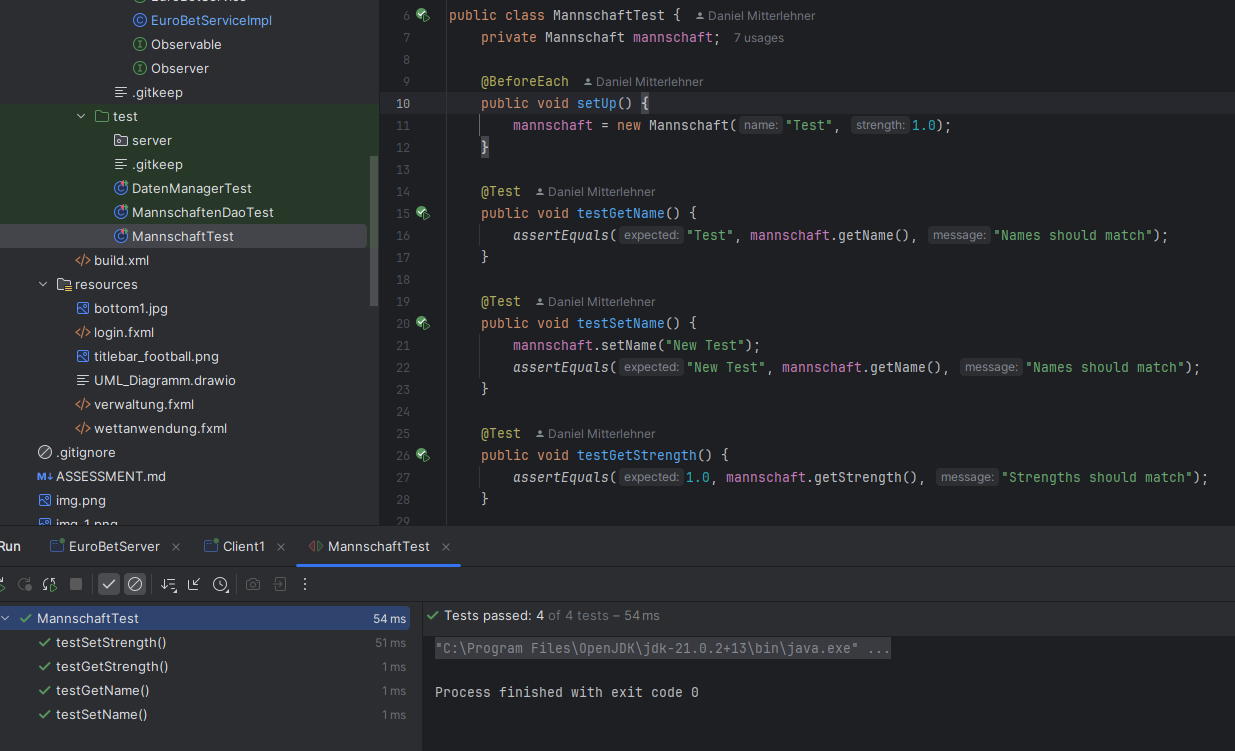 EuroBetServiceImpl
Observable
Observer
.gitkeep
test
server
.gitkeep
DatenManagerTest
MannschaftenDaoTest
MannschaftTest
build.xml
resources
bottom1.jpg
login.fxml
titlebar_football.png
UML_Diagramm.drawio
verwaltung.fxml
wettanwendung.fxml
.gitignore
M↓ ASSESSMENT.md
img.png
img_1.png
6 public class MannschaftTest { Daniel Mitterlehner
7 private Mannschaft mannschaft; 7 usages
8
9 @BeforeEach Daniel Mitterlehner
10 public void setUp() {
11 mannschaft = new Mannschaft( name: "Test", strength: 1.0);
12 }
13
14 @Test Daniel Mitterlehner
15 public void testGetName() {
16 assertEquals( expected: "Test", mannschaft.getName(), message: "Names should match");
17 }
18
19 @Test Daniel Mitterlehner
20 public void testSetName() {
21 mannschaft.setName("New Test");
22 assertEquals( expected: "New Test", mannschaft.getName(), message: "Names should match");
23 }
24
25 @Test Daniel Mitterlehner
26 public void testGetStrength() {
27 assertEquals( expected: 1.0, mannschaft.getStrength(), message: "Strengths should match");
28 }
29
Run EuroBetServer × Client1 × MannschaftTest ×
MannschaftTest 54 ms
testSetStrength() 51 ms
testGetStrength() 1 ms
testGetName() 1 ms
testSetName() 1 ms
Tests passed: 4 of 4 tests – 54 ms
"C:\Program Files\OpenJDK\jdk-21.0.2+13\bin\java.exe" ...
Process finished with exit code 0